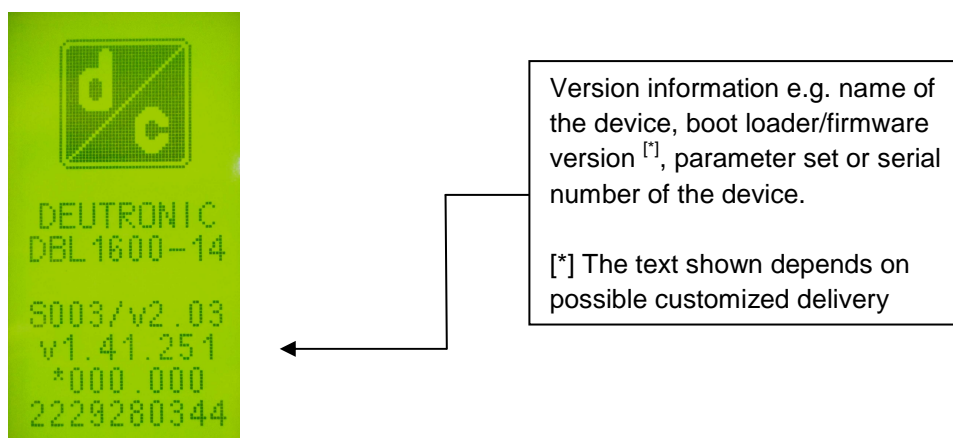 d
c
DEUTRONIC
DBL1600-14
S003/v2.03
v1.41.251
*000.000
2229280344
Version information e.g. name of
the device, boot loader/firmware
version [*], parameter set or serial
number of the device.
[*] The text shown depends on
possible customized delivery